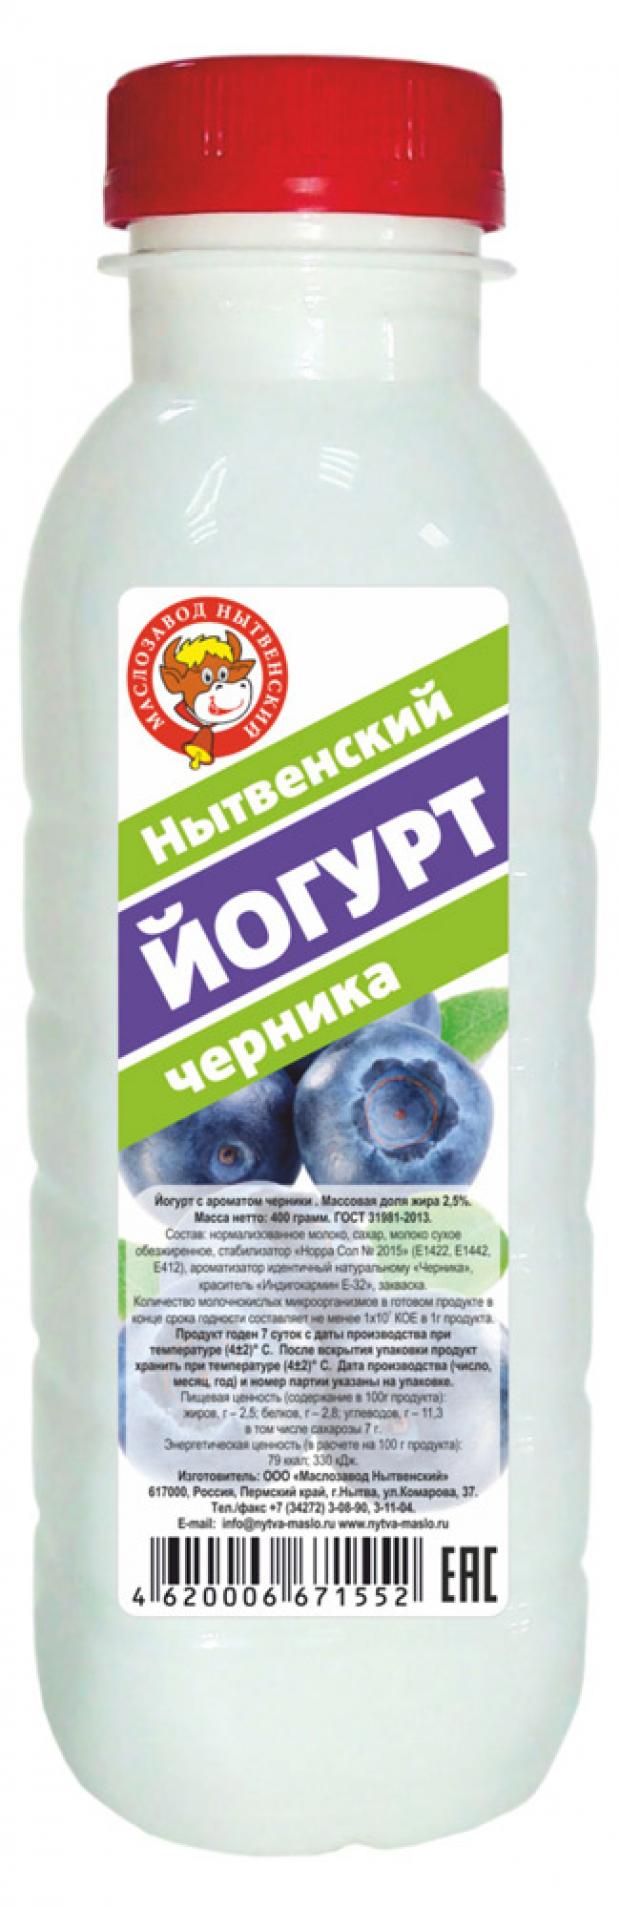 МАСЛОЗАВОД НЫТВЕНСКИЙ
Нытвенский
ЙОГУРТ
черника
Йогурт с ароматом черники . Массовая доля жира 2,5%.
Масса нетто: 400 грамм. ГОСТ 31981-2013.
Состав: нормализованное молоко, сахар, молоко сухое
обезжиренное, стабилизатор «Норра Сол № 2015» (Е1422, Е1442,
Е412), ароматизатор идентичный натуральному «Черника»,
краситель «Индигокармин Е-32», закваска.
Количество молочнокислых микроорганизмов в готовом продукте в
конце срока годности составляет не менее 1х10⁷ КОЕ в 1г продукта.
Продукт годен 7 суток с даты производства при
температуре (4±2)° С. После вскрытия упаковки продукт
хранить при температуре (4±2)° С. Дата производства (число,
месяц, год) и номер партии указаны на упаковке.
Пищевая ценность (содержание в 100г продукта):
жиров, г – 2,5; белков, г – 2,8; углеводов, г – 11,3
в том числе сахарозы 7 г.
Энергетическая ценность (в расчете на 100 г продукта):
79 ккал; 330 кДж.
Изготовитель: ООО «Маслозавод Нытвенский»
617000, Россия, Пермский край, г.Нытва, ул.Комарова, 37.
Тел./факс +7 (34272) 3-08-90, 3-11-04.
E-mail: info@nytva-maslo.ru www.nytva-maslo.ru
4 620006 671552
ЕАС